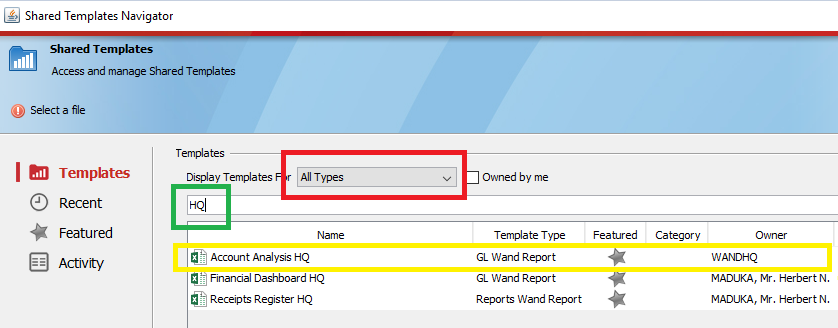 Shared Templates Navigator
Shared Templates
Access and manage Shared Templates
Select a file
Templates
Recent
Featured
Activity
Templates
Display Templates For All Types Owned by me
HQ
Name Template Type Featured Category Owner
Account Analysis HQ GL Wand Report WANDHQ
Financial Dashboard HQ GL Wand Report MADUKA, Mr. Herbert N.
Receipts Register HQ Reports Wand Report MADUKA, Mr. Herbert N.